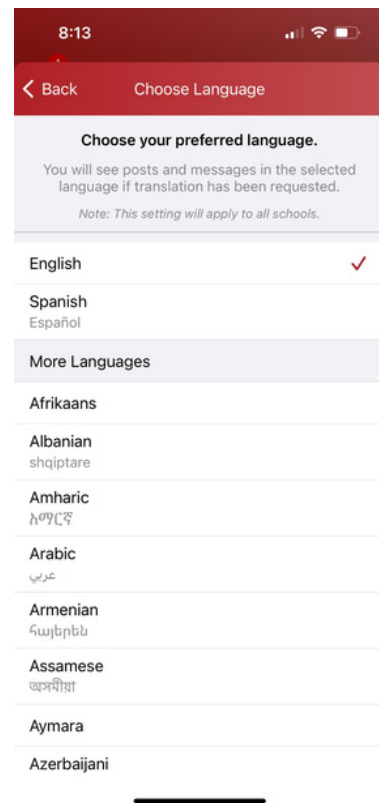 8:13
Back
Choose Language
Choose your preferred language.
You will see posts and messages in the selected
language if translation has been requested.
Note: This setting will apply to all schools.
English
Spanish
Español
More Languages
Afrikaans
Albanian
shqiptare
Amharic
አማርኛ
Arabic
عربي
Armenian
հայերեն
Assamese
অসমীয়া
Aymara
Azerbaijani